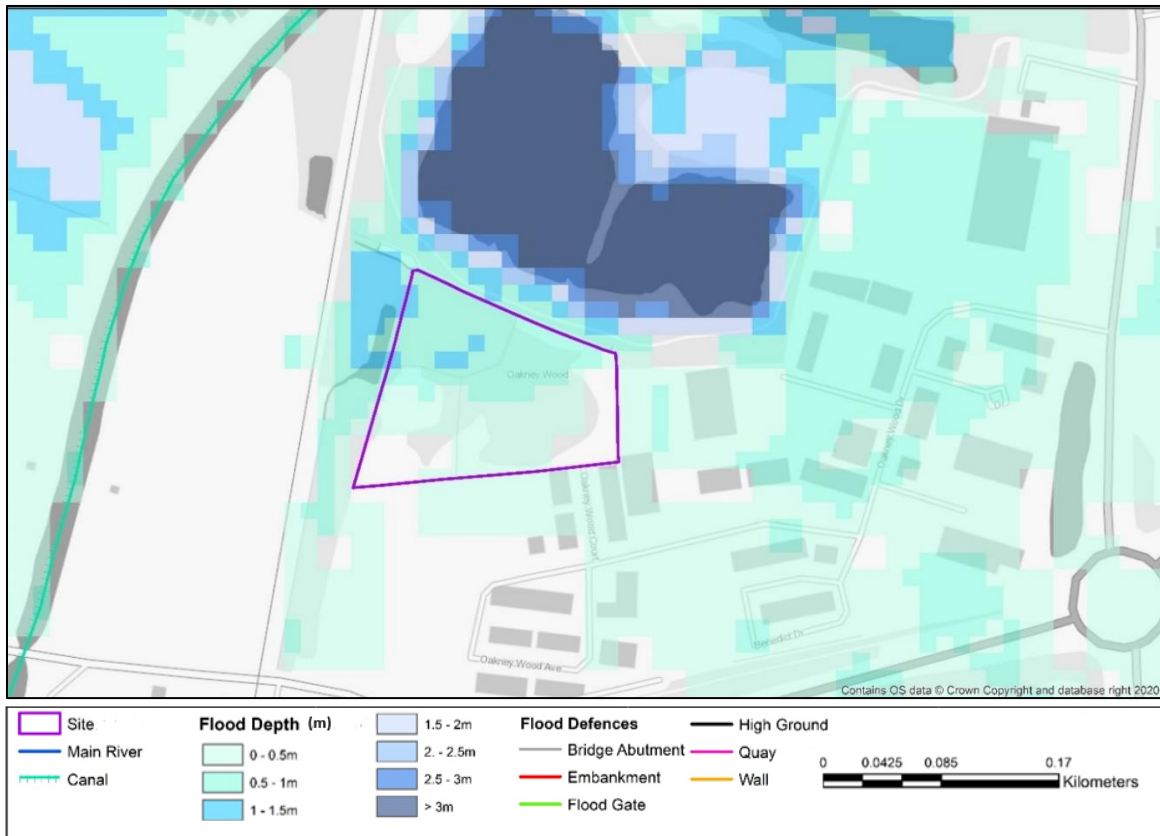 Oakney Wood
Oakney Wood Dr
Oakney Wood Court
Benedict Dr
Oakney Wood Ave
Contains OS data © Crown Copyright and database right 2020
Site
Main River
Canal
Flood Depth (m)
0 - 0.5m
0.5 - 1m
1 - 1.5m
1.5 - 2m
2. - 2.5m
2.5 - 3m
> 3m
Flood Defences
Bridge Abutment
Embankment
Flood Gate
High Ground
Quay
Wall
0 0.0425 0.085 0.17
Kilometers